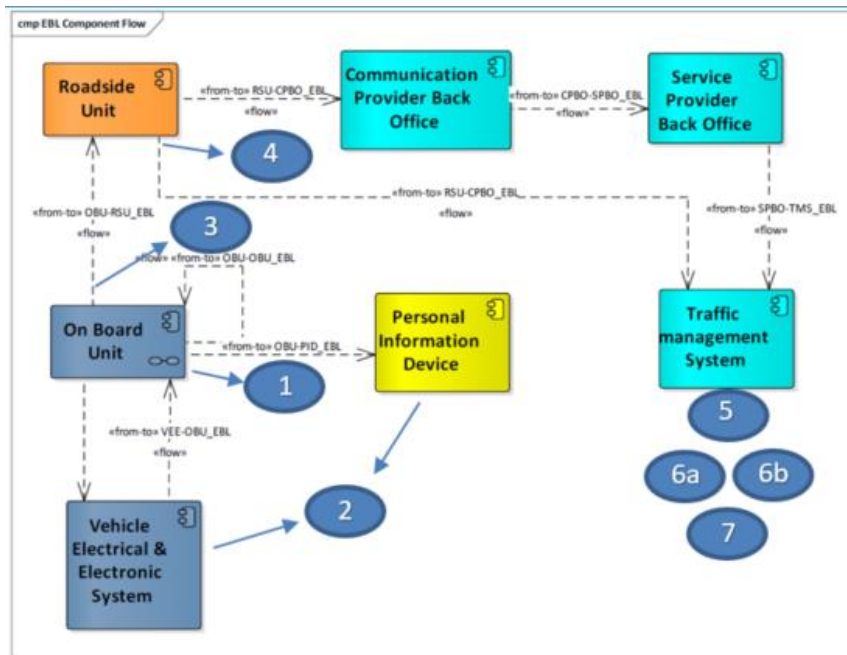 cmp EBL Component Flow
Roadside
Unit
«from-to» RSU-CPBO_EBL
«flow»
Communication
Provider Back
Office
«from-to» CPBO-SPBO_EBL
«flow»
Service
Provider
Back Office
4
«from-to» RSU-CPBO_EBL
«flow»
«from-to» OBU-RSU_EBL
«flow»
3
«flow» «from-to» OBU-OBU_EBL
«from-to» SPBO-TMS_EBL
«flow»
On Board
Unit
«from-to» OBU-PID_EBL
Personal
Information
Device
Traffic
management
System
1
«from-to» VEE-OBU_EBL
«flow»
5
6a
6b
7
2
Vehicle
Electrical &
Electronic
System